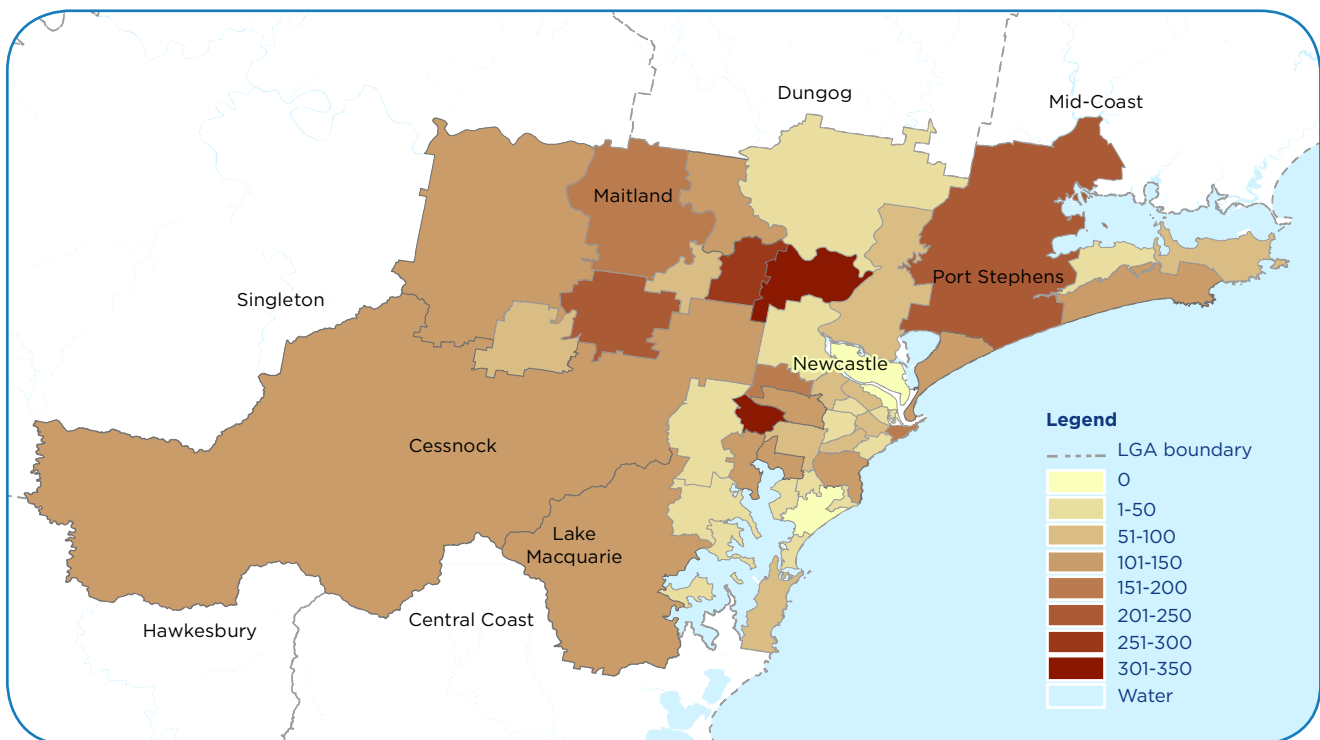 Dungog
Mid-Coast
Maitland
Port Stephens
Singleton
Newcastle
Cessnock
Lake
Macquarie
Central Coast
Hawkesbury
Legend
LGA boundary
0
1-50
51-100
101-150
151-200
201-250
251-300
301-350
Water